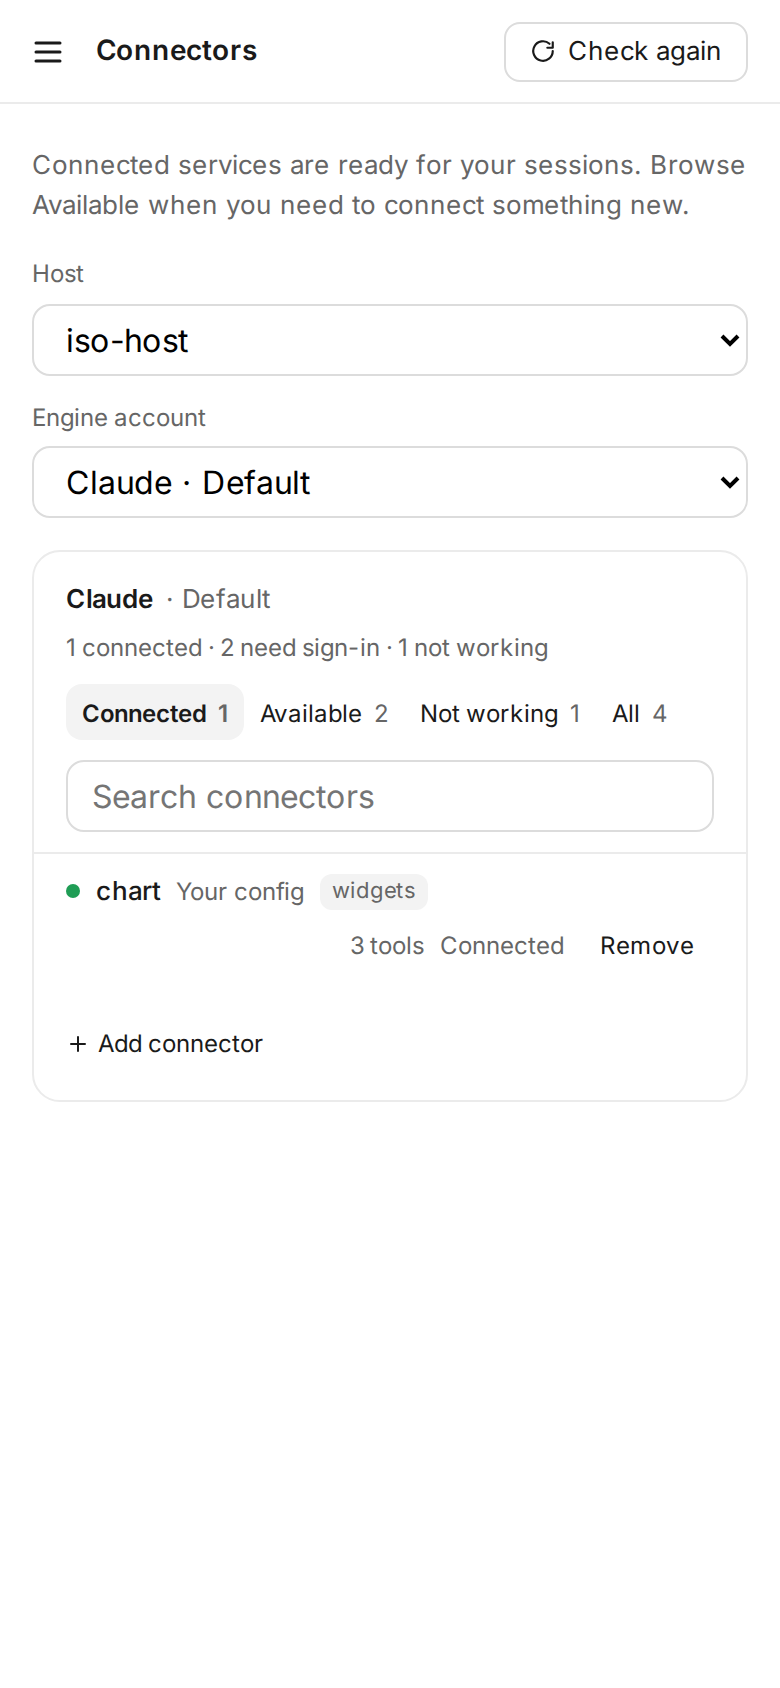 Connectors
Check again
Connected services are ready for your sessions. Browse
Available when you need to connect something new.
Host
iso-host
Engine account
Claude · Default
Claude · Default
1 connected · 2 need sign-in · 1 not working
Connected 1 Available 2 Not working 1 All 4
Search connectors
chart Your config widgets
3 tools Connected Remove
+ Add connector